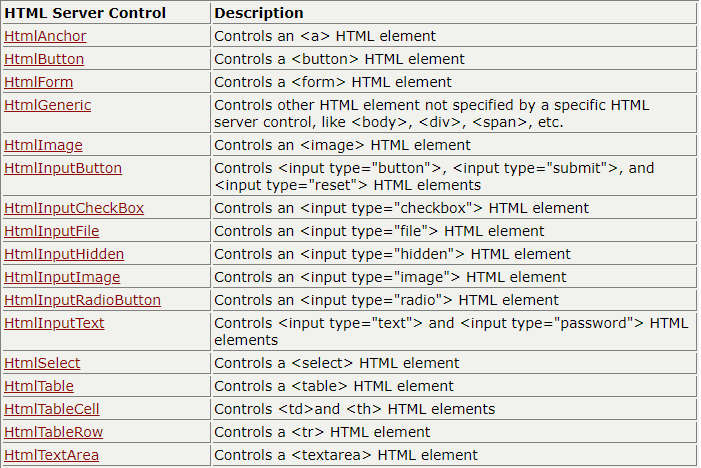 HTML Server Control Description
HtmlAnchor Controls an <a> HTML element
HtmlButton Controls a <button> HTML element
HtmlForm Controls a <form> HTML element
HtmlGeneric Controls other HTML element not specified by a specific HTML
server control, like <body>, <div>, <span>, etc.
HtmlImage Controls an <image> HTML element
HtmlInputButton Controls <input type="button">, <input type="submit">, and
<input type="reset"> HTML elements
HtmlInputCheckBox Controls an <input type="checkbox"> HTML element
HtmlInputFile Controls an <input type="file"> HTML element
HtmlInputHidden Controls an <input type="hidden"> HTML element
HtmlInputImage Controls an <input type="image"> HTML element
HtmlInputRadioButton Controls an <input type="radio"> HTML element
HtmlInputText Controls <input type="text"> and <input type="password"> HTML
elements
HtmlSelect Controls a <select> HTML element
HtmlTable Controls a <table> HTML element
HtmlTableCell Controls <td>and <th> HTML elements
HtmlTableRow Controls a <tr> HTML element
HtmlTextArea Controls a <textarea> HTML element